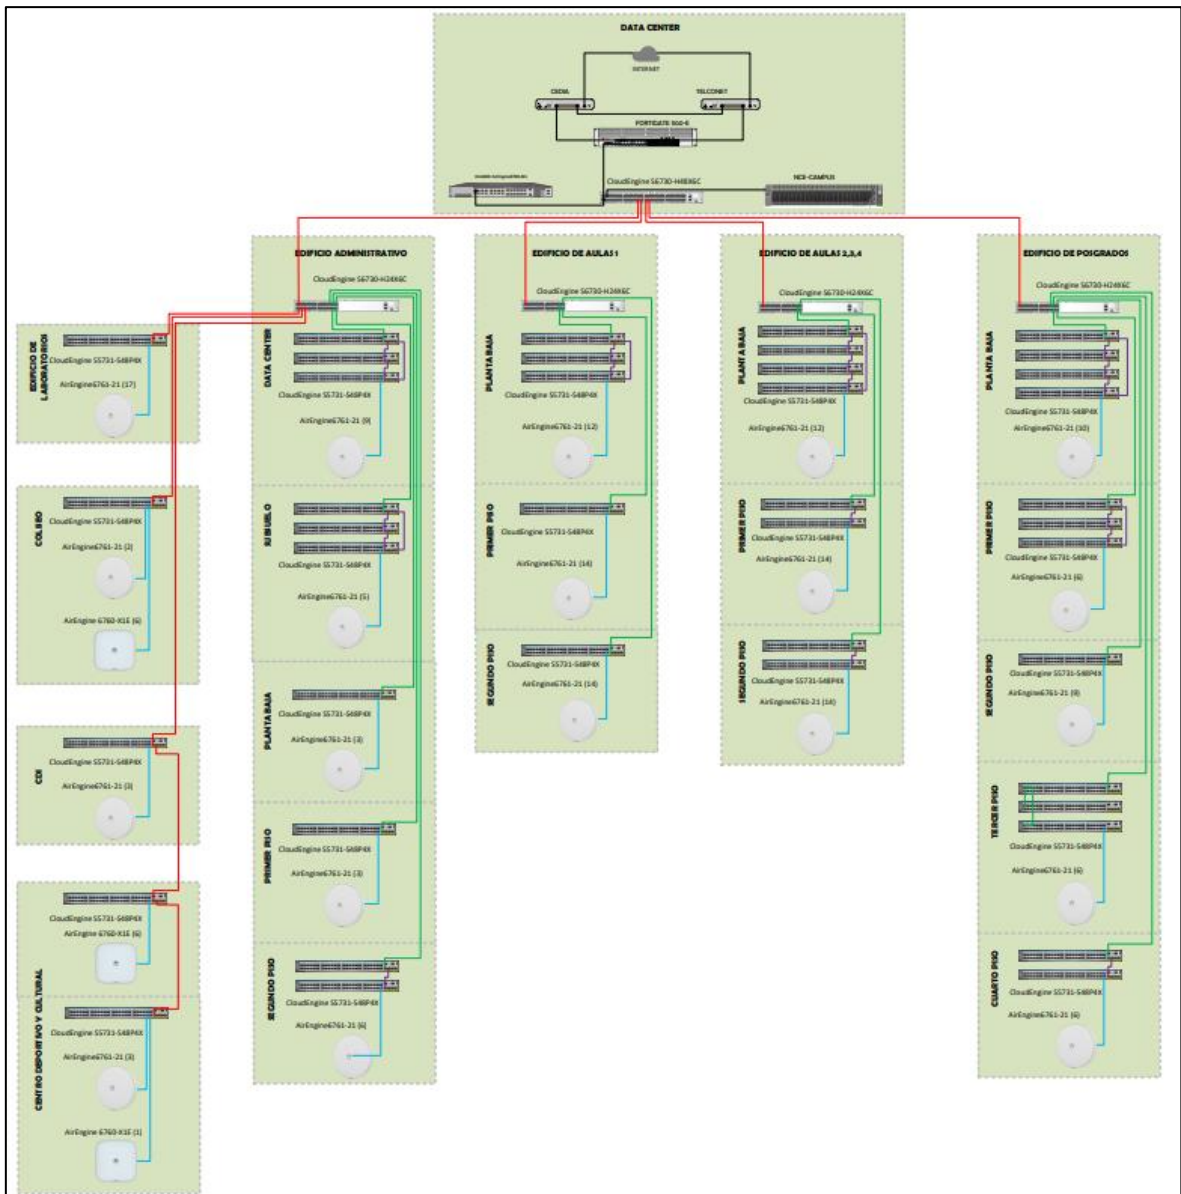 DATA CENTER
INTERNET
CEDIA
TELCONET
FORTIGATE 500-E
CloudEngine S6730-H48X6C
NCE-CAMPUS
EDIFICIO DE LABORATORIOS
CloudEngine S5731-S48P4X
AirEngine6761-21 (17)
COLISEO
CloudEngine S5731-S48P4X
AirEngine6761-21 (2)
AirEngine 6760-X1E (6)
CDI
CloudEngine S5731-S48P4X
AirEngine6761-21 (3)
CENTRO DEPORTIVO Y CULTURAL
CloudEngine S5731-S48P4X
AirEngine 6760-X1E (6)
CloudEngine S5731-S48P4X
AirEngine6761-21 (3)
AirEngine 6760-X1E (1)
EDIFICIO ADMINISTRATIVO
CloudEngine S6730-H24X6C
DATA CENTER
CloudEngine S5731-S48P4X
AirEngine6761-21 (9)
SUBSUELO
CloudEngine S5731-S48P4X
AirEngine6761-21 (5)
PLANTA BAJA
CloudEngine S5731-S48P4X
AirEngine6761-21 (3)
PRIMER PISO
CloudEngine S5731-S48P4X
AirEngine6761-21 (3)
SEGUNDO PISO
CloudEngine S5731-S48P4X
AirEngine6761-21 (6)
EDIFICIO DE AULAS 1
CloudEngine S6730-H24X6C
PLANTA BAJA
CloudEngine S5731-S48P4X
AirEngine6761-21 (12)
PRIMER PISO
CloudEngine S5731-S48P4X
AirEngine6761-21 (14)
SEGUNDO PISO
CloudEngine S5731-S48P4X
AirEngine6761-21 (14)
EDIFICIO DE AULAS 2,3,4
CloudEngine S6730-H24X6C
PLANTA BAJA
CloudEngine S5731-S48P4X
AirEngine6761-21 (12)
PRIMER PISO
CloudEngine S5731-S48P4X
AirEngine6761-21 (14)
SEGUNDO PISO
CloudEngine S5731-S48P4X
AirEngine6761-21 (14)
EDIFICIO DE POSGRADOS
CloudEngine S6730-H24X6C
PLANTA BAJA
CloudEngine S5731-S48P4X
AirEngine6761-21 (10)
PRIMER PISO
CloudEngine S5731-S48P4X
AirEngine6761-21 (6)
SEGUNDO PISO
CloudEngine S5731-S48P4X
AirEngine6761-21 (9)
TERCER PISO
CloudEngine S5731-S48P4X
AirEngine6761-21 (6)
CUARTO PISO
CloudEngine S5731-S48P4X
AirEngine6761-21 (6)